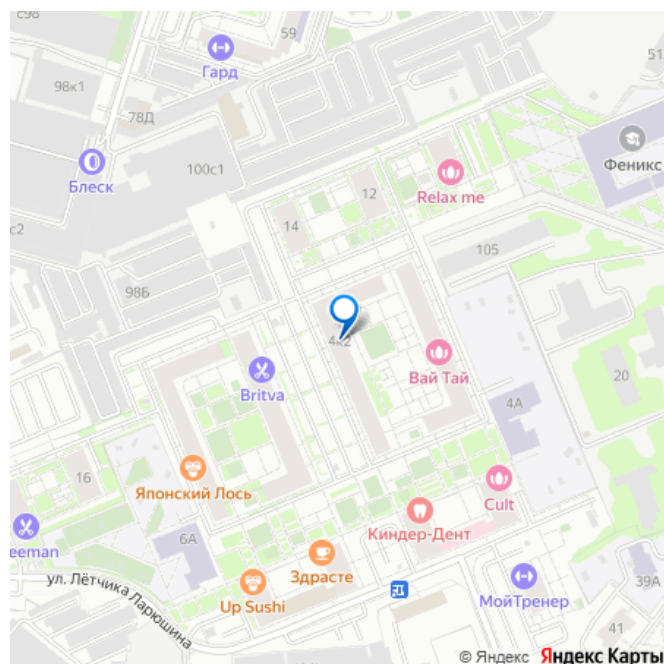 с98
59
51
Гард
98к1
78Д
Блеск
100с1
Феникс
Relax me
12
14
с2
105
98Б
4к2
Вай Тай
Britva
20
4А
16
Японский Лось
Cult
6А
Киндер-Дент
eeman
Здрасте
ул. Лётчика Ларюшина
Up Sushi
МойТренер
39А
41
© Яндекс Яндекс Карты